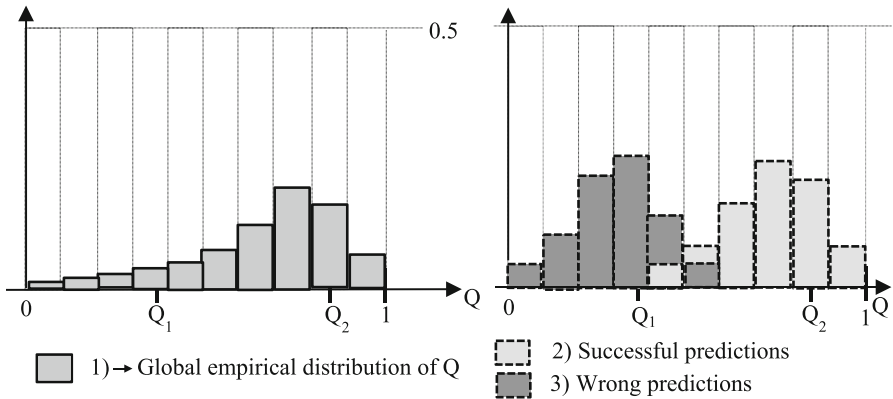 0.5
0 Q₁ Q₂ 1 Q
0 Q₁ Q₂ 1 Q
1) → Global empirical distribution of Q
2) Successful predictions
3) Wrong predictions